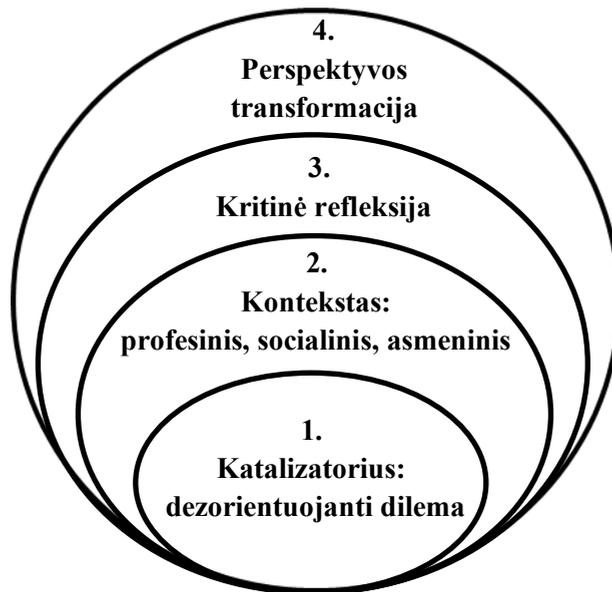 4.
Perspektyvos
transformacija
3.
Kritinė refleksija
2.
Kontekstas:
profesinis, socialinis, asmeninis
1.
Katalizatorius:
dezorientuojanti dilema